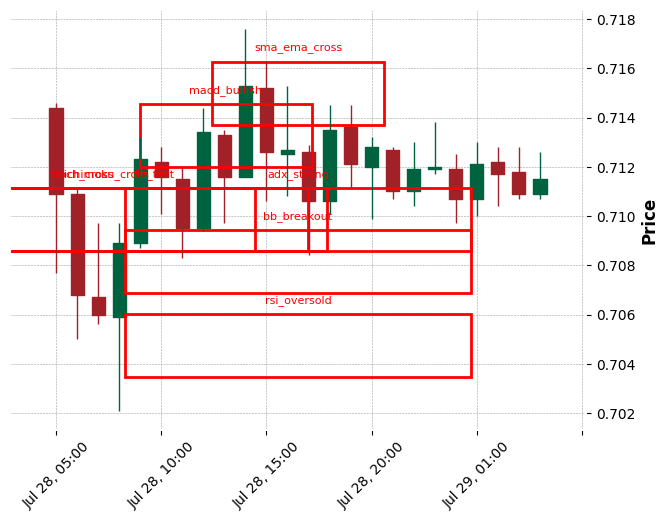 0.718
sma_ema_cross
0.716
macd_bullish
0.714
0.712
adx_strong
0.710
bb_breakout
Price
0.708
rsi_oversold
0.706
0.704
0.702
Jul 28, 05:00
Jul 28, 10:00
Jul 28, 15:00
Jul 28, 20:00
Jul 29, 01:00